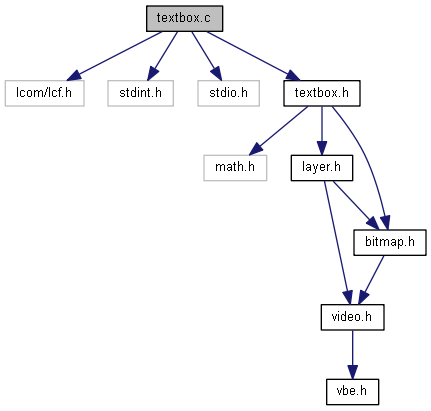 textbox.c
lcom/lcf.h
stdint.h
stdio.h
textbox.h
math.h
layer.h
bitmap.h
video.h
vbe.h